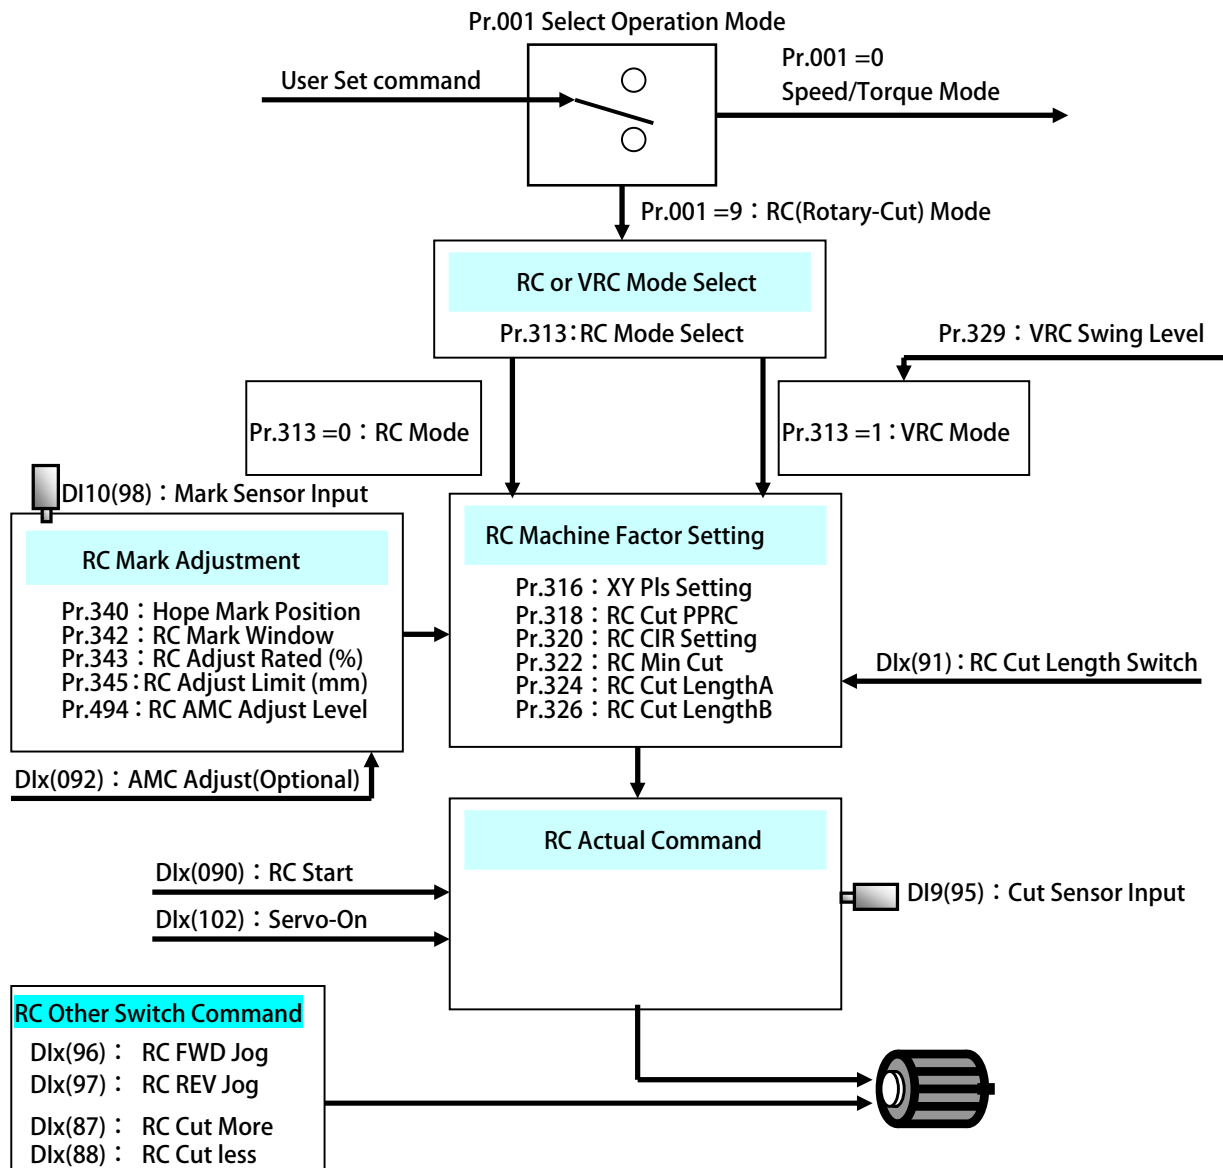 Pr.001 Select Operation Mode
User Set command
Pr.001 =0
Speed/Torque Mode
Pr.001 =9：RC(Rotary-Cut) Mode
RC or VRC Mode Select
Pr.313：RC Mode Select
Pr.329：VRC Swing Level
Pr.313 =0：RC Mode
Pr.313 =1：VRC Mode
DI10(98)：Mark Sensor Input
RC Mark Adjustment
Pr.340：Hope Mark Position
Pr.342：RC Mark Window
Pr.343：RC Adjust Rated (%)
Pr.345：RC Adjust Limit (mm)
Pr.494：RC AMC Adjust Level
DIx(092)：AMC Adjust(Optional)
RC Machine Factor Setting
Pr.316：XY Pls Setting
Pr.318：RC Cut PPRC
Pr.320：RC CIR Setting
Pr.322：RC Min Cut
Pr.324：RC Cut LengthA
Pr.326：RC Cut LengthB
DIx(91)：RC Cut Length Switch
RC Actual Command
DIx(090)：RC Start
DIx(102)：Servo-On
DI9(95)：Cut Sensor Input
RC Other Switch Command
DIx(96)： RC FWD Jog
DIx(97)： RC REV Jog
DIx(87)： RC Cut More
DIx(88)： RC Cut less